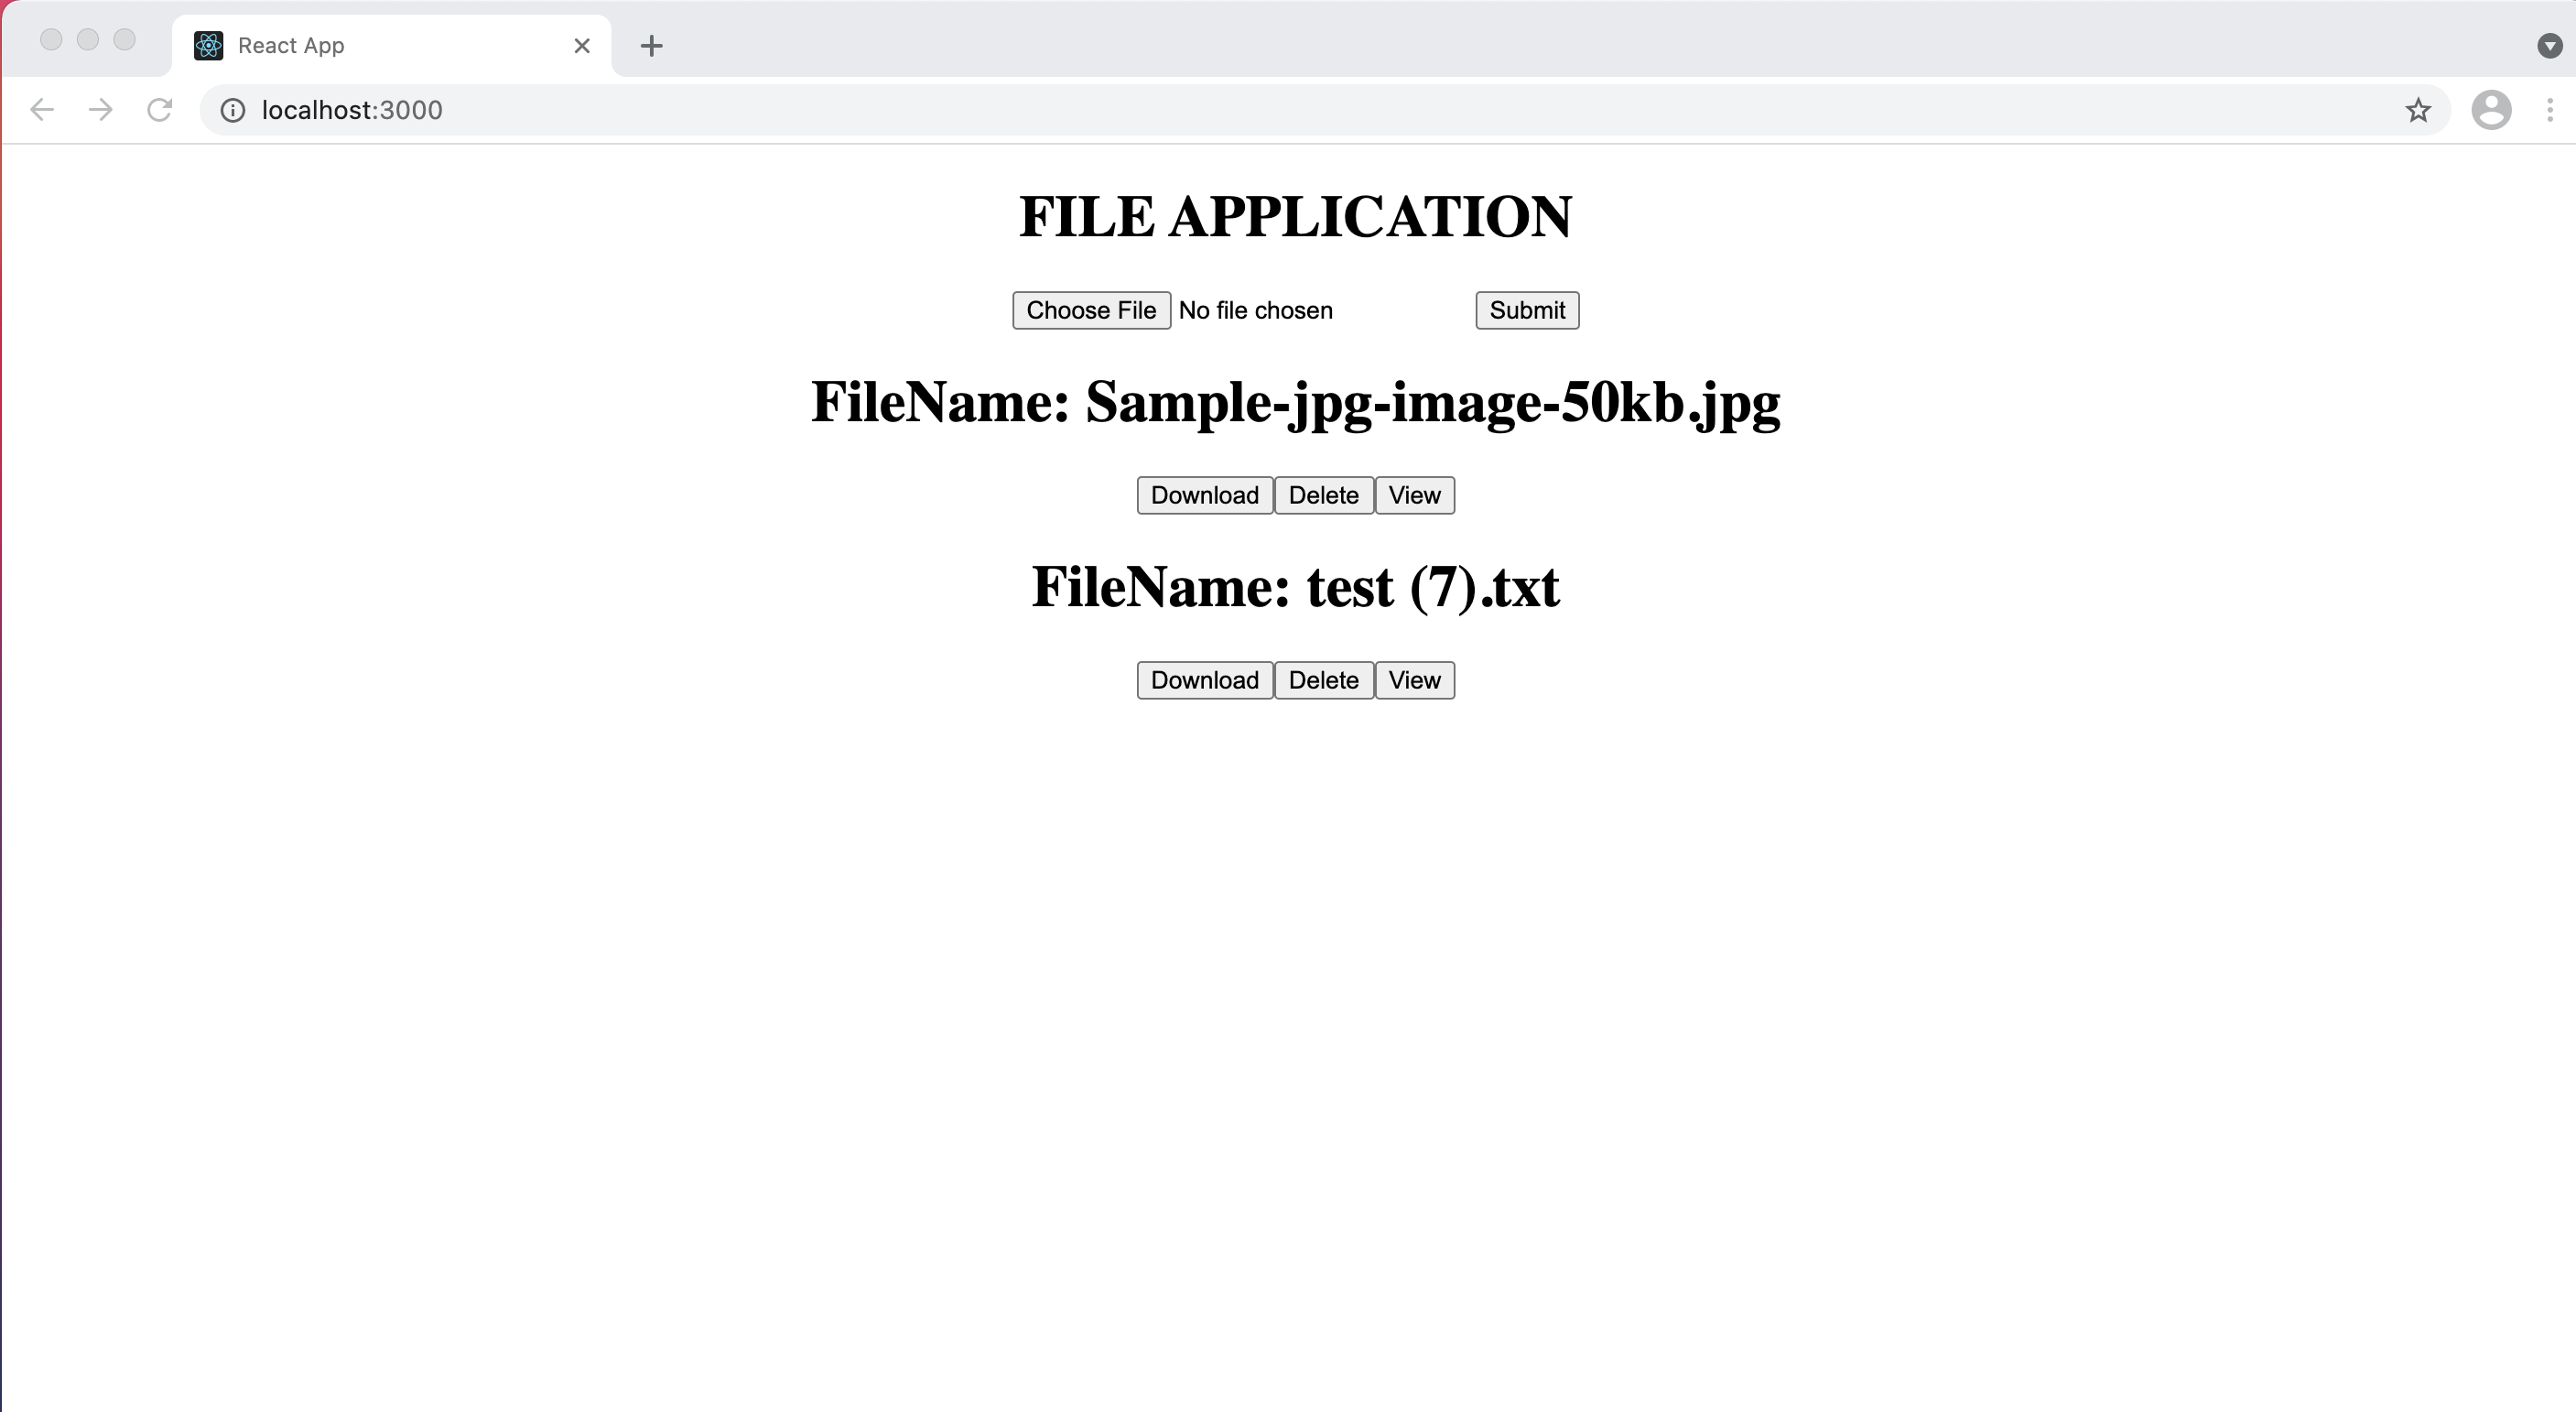 React App
localhost:3000
FILE APPLICATION
Choose File No file chosen Submit
FileName: Sample-jpg-image-50kb.jpg
Download Delete View
FileName: test (7).txt
Download Delete View